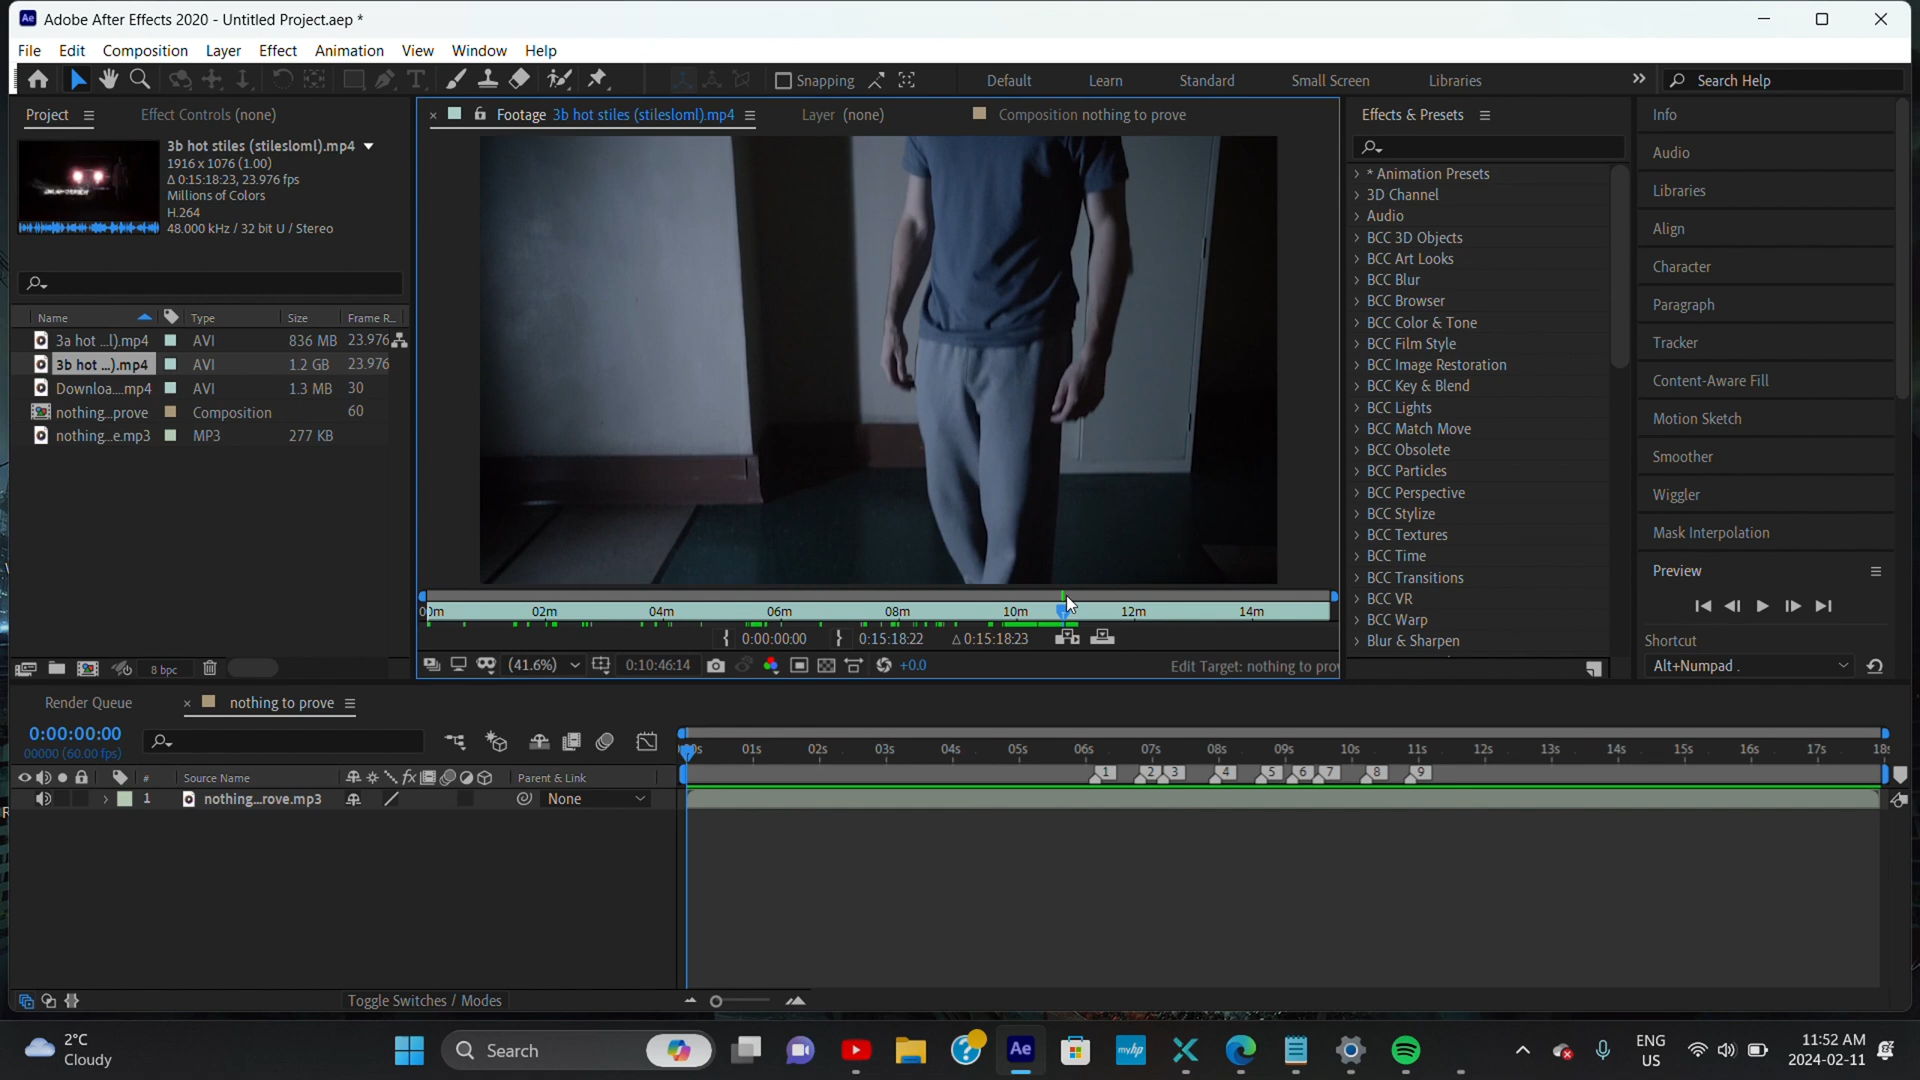 Adobe After Effects 2020 - Untitled Project.aep *
File Edit Composition Layer Effect Animation View Window Help
Snapping Default Learn Standard Small Screen Libraries Search Help
Project Effect Controls (none)
3b hot stiles (stilesloml).mp4
1916 x 1076 (1.00)
Δ 0:15:18:23, 23.976 fps
Millions of Colors
H.264
48.000 kHz / 32 bit U / Stereo
Name Type Size Frame R...
3a hot ...l).mp4 AVI 836 MB 23.976
3b hot ...).mp4 AVI 1.2 GB 23.976
Downloa....mp4 AVI 1.3 MB 30
nothing...prove Composition 60
nothing...e.mp3 MP3 277 KB
8 bpc
Footage 3b hot stiles (stilesloml).mp4 Layer (none) Composition nothing to prove
00m 02m 04m 06m 08m 10m 12m 14m
0:00:00:00 0:15:18:22 Δ 0:15:18:23
(41.6%) 0:10:46:14 +0.0 Edit Target: nothing to prov
Effects & Presets
* Animation Presets
3D Channel
Audio
BCC 3D Objects
BCC Art Looks
BCC Blur
BCC Browser
BCC Color & Tone
BCC Film Style
BCC Image Restoration
BCC Key & Blend
BCC Lights
BCC Match Move
BCC Obsolete
BCC Particles
BCC Perspective
BCC Stylize
BCC Textures
BCC Time
BCC Transitions
BCC VR
BCC Warp
Blur & Sharpen
Info
Audio
Libraries
Align
Character
Paragraph
Tracker
Content-Aware Fill
Motion Sketch
Smoother
Wiggler
Mask Interpolation
Preview
Shortcut
Alt+Numpad .
Render Queue nothing to prove
0:00:00:00
00000 (60.00 fps)
01s 02s 03s 04s 05s 06s 07s 08s 09s 10s 11s 12s 13s 14s 15s 16s 17s 18s
# Source Name fx Parent & Link
1 2 3 4 5 6 7 8 9
1 nothing...rove.mp3 None
Toggle Switches / Modes
2°C
Cloudy
Search
Ae
myhp
ENG
US
11:52 AM
2024-02-11